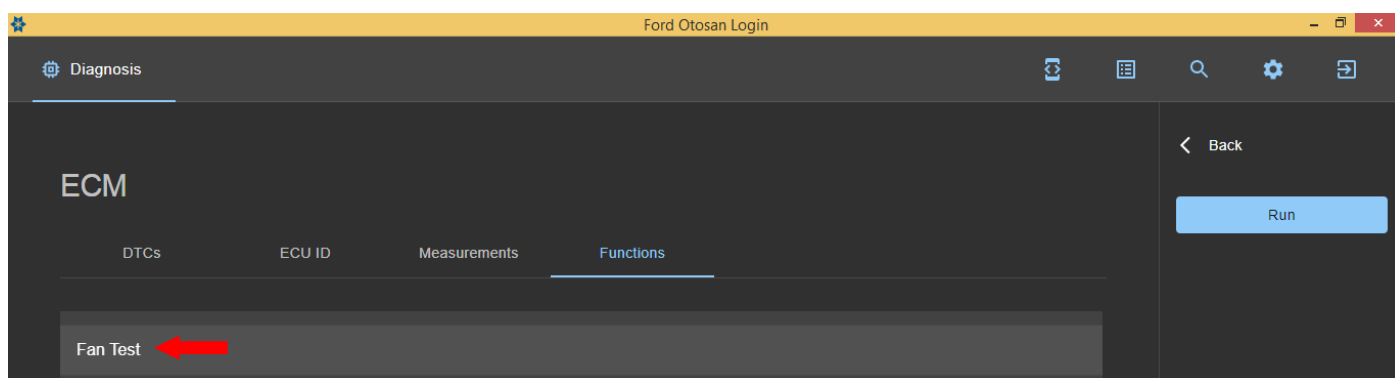 Ford Otosan Login
Diagnosis
Back
ECM
Run
DTCs ECU ID Measurements Functions
Fan Test